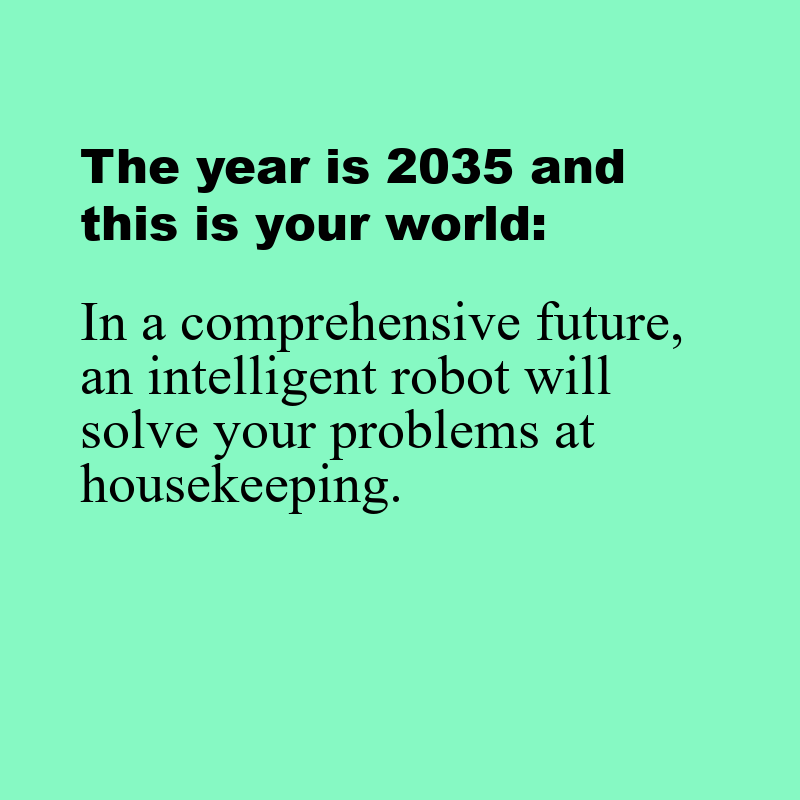 The year is 2035 and
this is your world:
In a comprehensive future,
an intelligent robot will
solve your problems at
housekeeping.